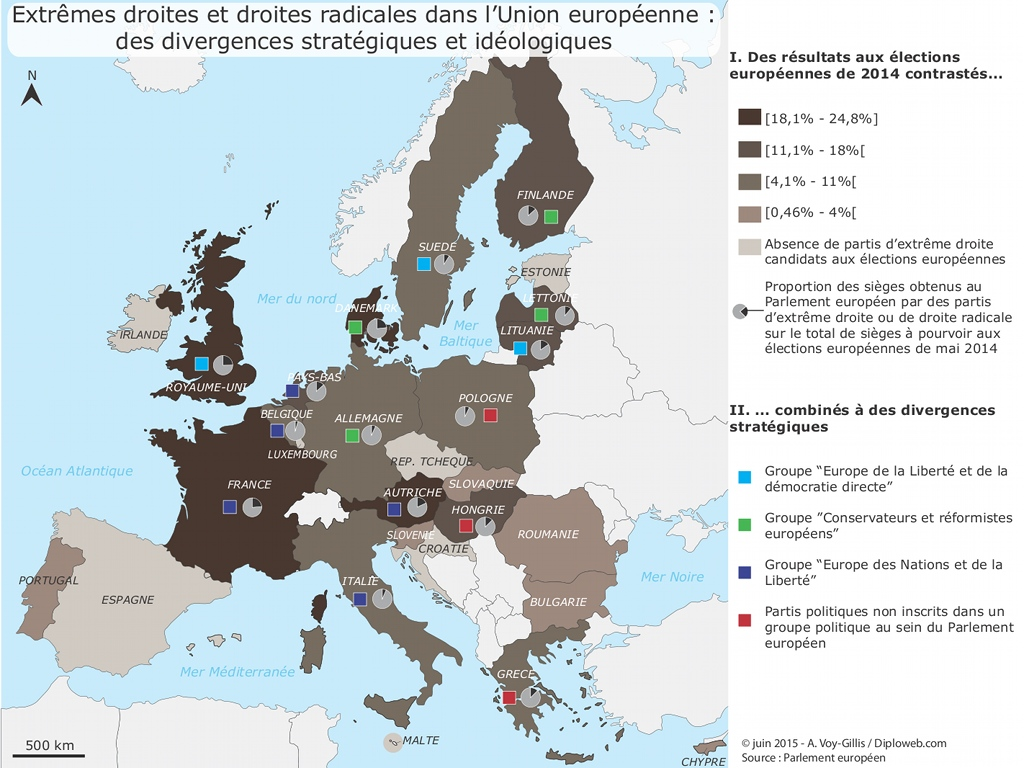 Extrêmes droites et droites radicales dans l’Union européenne :
des divergences stratégiques et idéologiques
N
I. Des résultats aux élections
européennes de 2014 contrastés...
[18,1% - 24,8%]
[11,1% - 18%[
[4,1% - 11%[
[0,46% - 4%[
Absence de partis d’extrême droite
candidats aux élections européennes
Proportion des sièges obtenus au
Parlement européen par des partis
d’extrême droite ou de droite radicale
sur le total de sièges à pourvoir aux
élections européennes de mai 2014
II. ... combinés à des divergences
stratégiques
Groupe “Europe de la Liberté et de la
démocratie directe”
Groupe “Conservateurs et réformistes
européens”
Groupe “Europe des Nations et de la
Liberté”
Partis politiques non inscrits dans un
groupe politique au sein du Parlement
européen
FINLANDE
SUEDE
ESTONIE
Mer du nord
LETTONIE
DANEMARK
Mer
Baltique
LITUANIE
IRLANDE
ROYAUME-UNI
PAYS-BAS
POLOGNE
BELGIQUE
ALLEMAGNE
LUXEMBOURG
REP. TCHEQUE
Océan Atlantique
FRANCE
SLOVAQUIE
AUTRICHE
HONGRIE
SLOVENIE
ROUMANIE
CROATIE
PORTUGAL
ITALIE
Mer Noire
ESPAGNE
BULGARIE
Mer Méditerranée
GRECE
MALTE
CHYPRE
500 km
© juin 2015 - A. Voy-Gillis / Diploweb.com
Source : Parlement européen